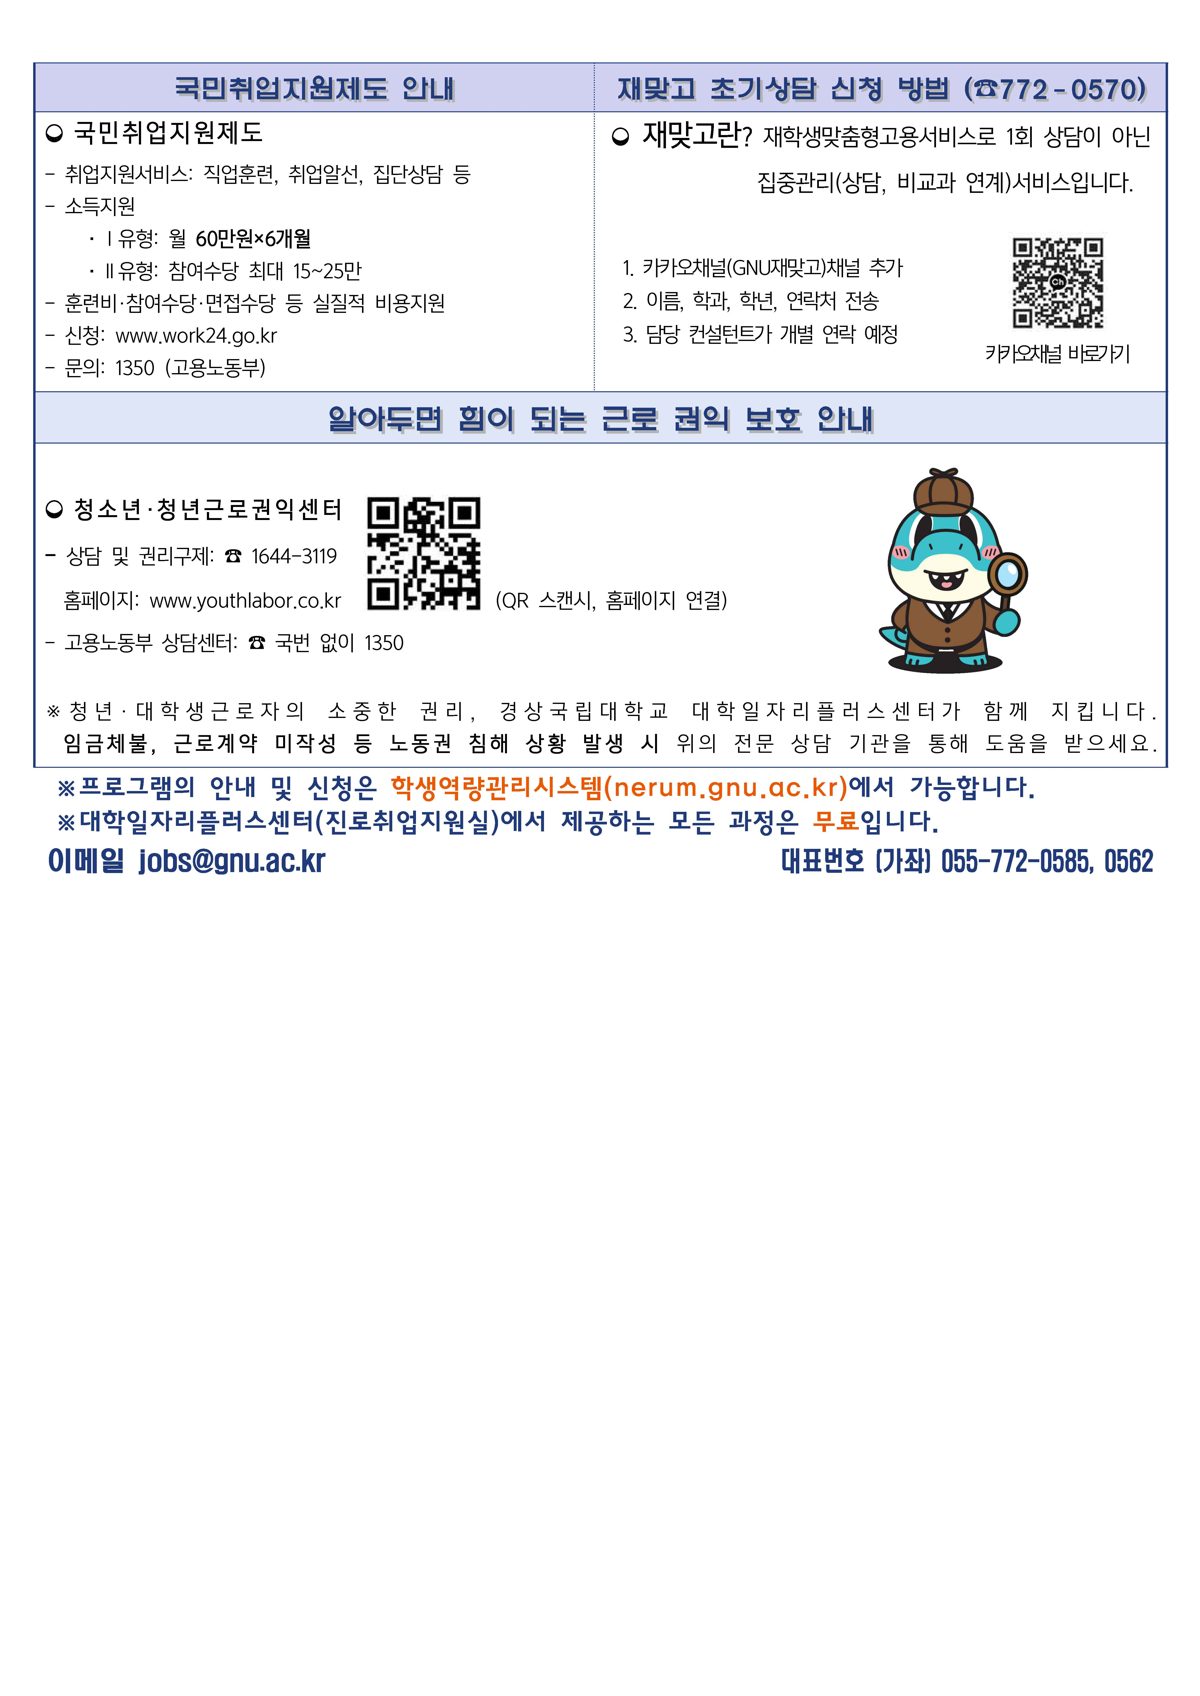 국민취업지원제도 안내
국민취업지원제도
- 취업지원서비스: 직업훈련, 취업알선, 집단상담 등
- 소득지원
· Ⅰ유형: 월 60만원×6개월
· Ⅱ유형: 참여수당 최대 15~25만
- 훈련비·참여수당·면접수당 등 실질적 비용지원
- 신청: www.work24.go.kr
- 문의: 1350 (고용노동부)
재맞고 초기상담 신청 방법 (☎772-0570)
재맞고란? 재학생맞춤형고용서비스로 1회 상담이 아닌
집중관리(상담, 비교과 연계)서비스입니다.
1. 카카오채널(GNU재맞고)채널 추가
2. 이름, 학과, 학년, 연락처 전송
3. 담당 컨설턴트가 개별 연락 예정
Ch
카카오채널 바로가기
알아두면 힘이 되는 근로 권익 보호 안내
청소년·청년근로권익센터
- 상담 및 권리구제: ☎ 1644-3119
홈페이지: www.youthlabor.co.kr (QR 스캔시, 홈페이지 연결)
- 고용노동부 상담센터: ☎ 국번 없이 1350
※ 청년·대학생근로자의 소중한 권리, 경상국립대학교 대학일자리플러스센터가 함께 지킵니다.
임금체불, 근로계약 미작성 등 노동권 침해 상황 발생 시 위의 전문 상담 기관을 통해 도움을 받으세요.
※프로그램의 안내 및 신청은 학생역량관리시스템(nerum.gnu.ac.kr)에서 가능합니다.
※대학일자리플러스센터(진로취업지원실)에서 제공하는 모든 과정은 무료입니다.
이메일 jobs@gnu.ac.kr
대표번호 (가좌) 055-772-0585, 0562